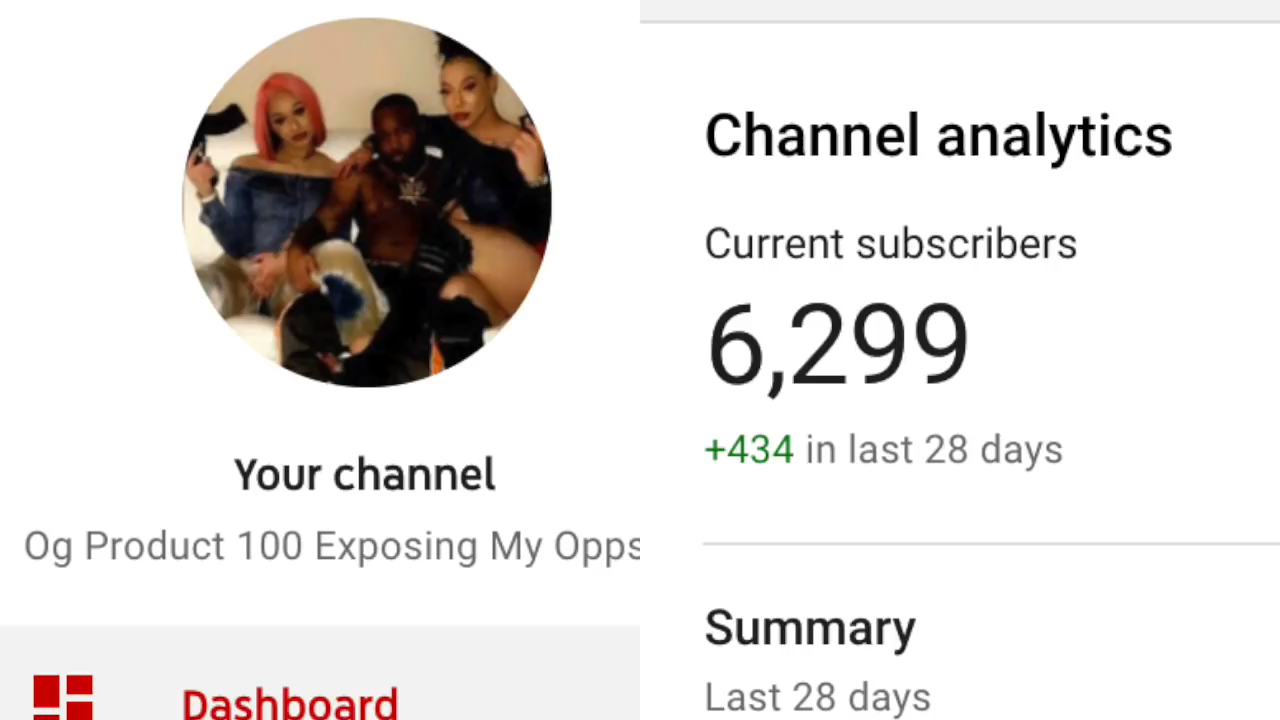 Your channel
Og Product 100 Exposing My Opps
Dashboard
Channel analytics
Current subscribers
6,299
+434 in last 28 days
Summary
Last 28 days